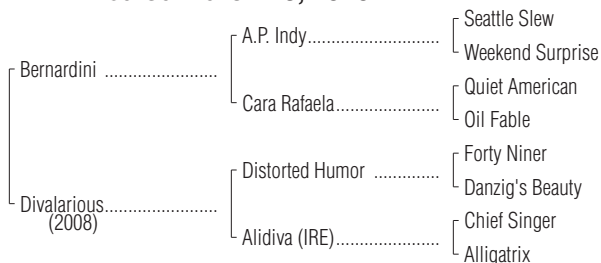 Seattle Slew
A.P. Indy
Weekend Surprise
Bernardini
Quiet American
Cara Rafaela
Oil Fable
Forty Niner
Distorted Humor
Danzig's Beauty
Divalarious
(2008)
Chief Singer
Alidiva (IRE)
Alligatrix